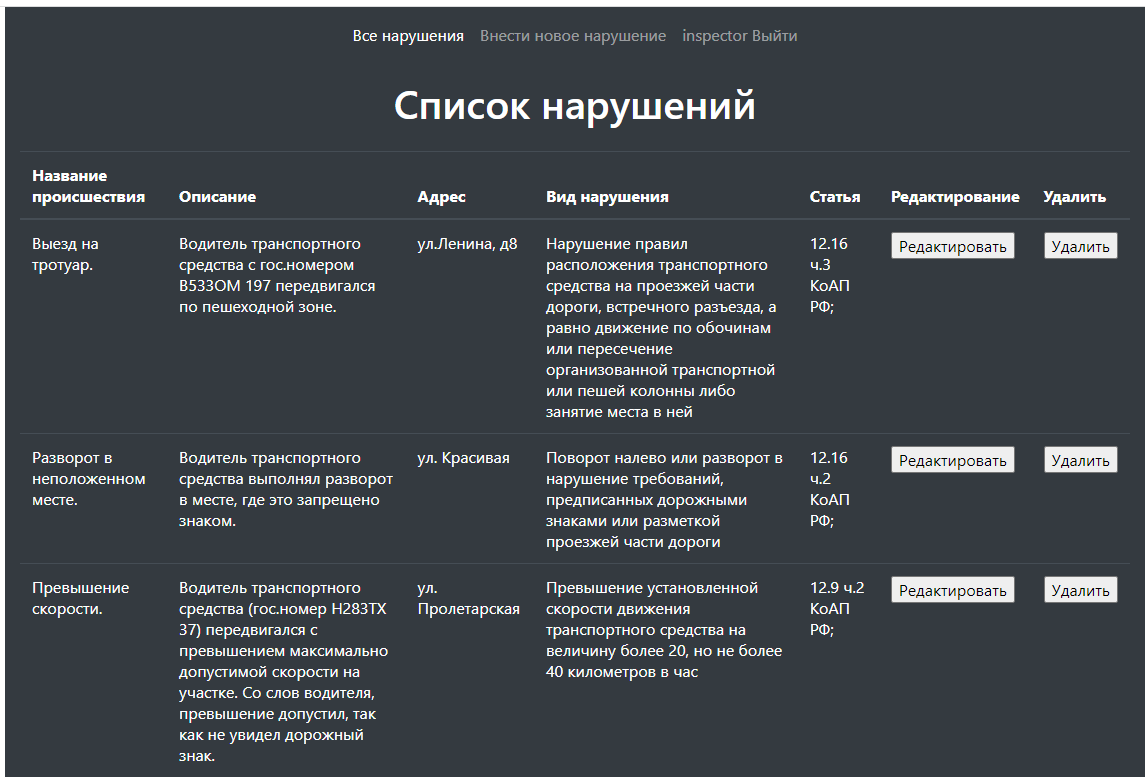 Все нарушения Внести новое нарушение inspector Выйти
Список нарушений
Название
происшествия
Описание
Адрес
Вид нарушения
Статья
Редактирование
Удалить
Выезд на
тротуар.
Водитель транспортного
средства с гос.номером
В533ОМ 197 передвигался
по пешеходной зоне.
ул.Ленина, д8
Нарушение правил
расположения транспортного
средства на проезжей части
дороги, встречного разъезда, а
равно движение по обочинам
или пересечение
организованной транспортной
или пешей колонны либо
занятие места в ней
12.16
ч.3
КоАП
РФ;
Редактировать
Удалить
Разворот в
неположенном
месте.
Водитель транспортного
средства выполнял разворот
в месте, где это запрещено
знаком.
ул. Красивая
Поворот налево или разворот в
нарушение требований,
предписанных дорожными
знаками или разметкой
проезжей части дороги
12.16
ч.2
КоАП
РФ;
Редактировать
Удалить
Превышение
скорости.
Водитель транспортного
средства (гос.номер Н283ТХ
37) передвигался с
превышением максимально
допустимой скорости на
участке. Со слов водителя,
превышение допустил, так
как не увидел дорожный
знак.
ул.
Пролетарская
Превышение установленной
скорости движения
транспортного средства на
величину более 20, но не более
40 километров в час
12.9 ч.2
КоАП
РФ;
Редактировать
Удалить